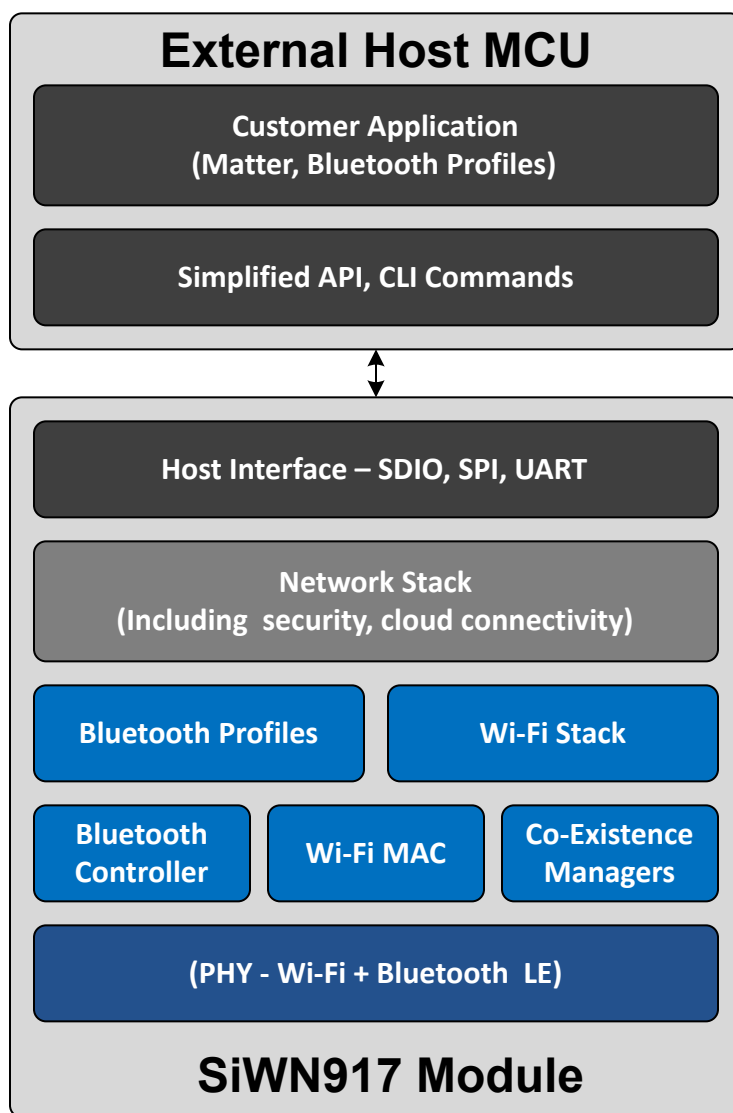 External Host MCU
Customer Application
(Matter, Bluetooth Profiles)
Simplified API, CLI Commands
Host Interface – SDIO, SPI, UART
Network Stack
(Including  security, cloud connectivity)
Bluetooth Profiles
Wi-Fi Stack
Bluetooth
Controller
Wi-Fi MAC
Co-Existence
Managers
(PHY - Wi-Fi + Bluetooth  LE)
SiWN917 Module